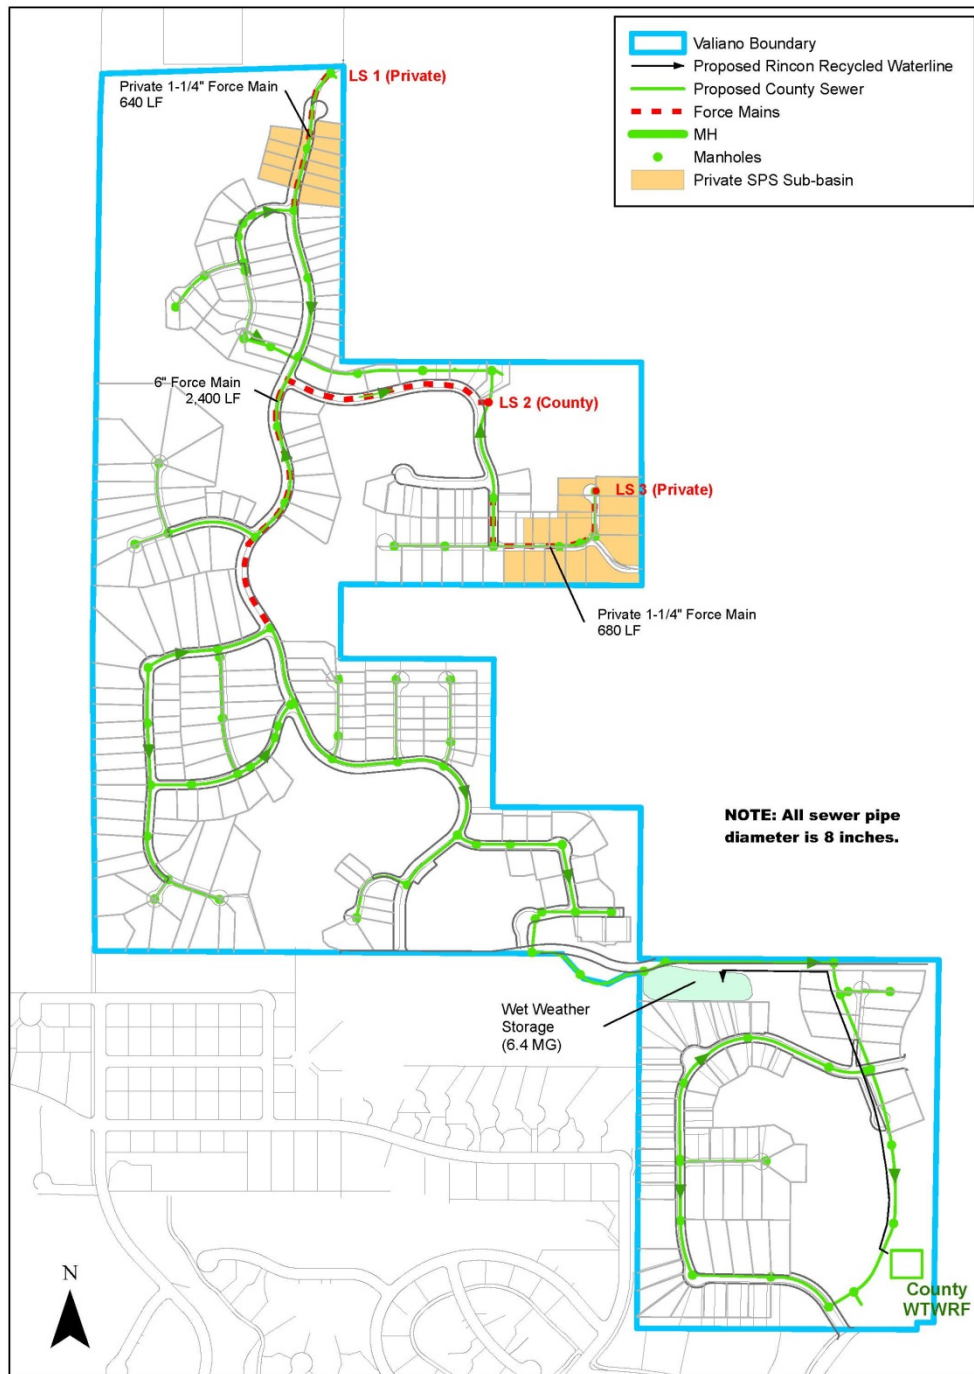 Valiano Boundary
Proposed Rincon Recycled Waterline
Proposed County Sewer
Force Mains
MH
Manholes
Private SPS Sub-basin
LS 1 (Private)
Private 1-1/4" Force Main
640 LF
6" Force Main
2,400 LF
LS 2 (County)
LS 3 (Private)
Private 1-1/4" Force Main
680 LF
NOTE: All sewer pipe
diameter is 8 inches.
Wet Weather
Storage
(6.4 MG)
N
County
WTWRF